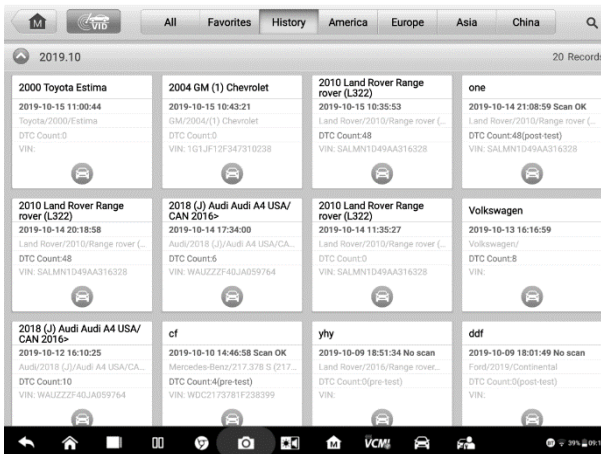 M
VID
All Favorites History America Europe Asia China
2019.10
20 Records
2000 Toyota Estima
2019-10-15 11:00:44
Toyota/2000/Estima
DTC Count:0
VIN:
2004 GM (1) Chevrolet
2019-10-15 10:43:21
GM/2004/(1) Chevrolet
DTC Count:0
VIN: 1G1JF12F347310238
2010 Land Rover Range
rover (L322)
2019-10-15 10:35:53
Land Rover/2010/Range rover (...
DTC Count:48
VIN: SALMN1D49AA316328
one
2019-10-14 21:08:59 Scan OK
Land Rover/2010/Range rover (...
DTC Count:48(post-test)
VIN: SALMN1D49AA316328
2010 Land Rover Range
rover (L322)
2019-10-14 20:18:58
Land Rover/2010/Range rover (...
DTC Count:48
VIN: SALMN1D49AA316328
2018 (J) Audi Audi A4 USA/
CAN 2016>
2019-10-14 17:34:00
Audi/2018 (J)/Audi A4 USA/CA...
DTC Count:6
VIN: WAUZZZF40JA059764
2010 Land Rover Range
rover (L322)
2019-10-14 11:35:27
Land Rover/2010/Range rover (...
DTC Count:0
VIN: SALMN1D49AA316328
Volkswagen
2019-10-13 16:16:59
Volkswagen/
DTC Count:8
VIN:
2018 (J) Audi Audi A4 USA/
CAN 2016>
2019-10-12 16:10:25
Audi/2018 (J)/Audi A4 USA/CA...
DTC Count:10
VIN: WAUZZZF40JA059764
cf
2019-10-10 14:46:58 Scan OK
Mercedes-Benz/217.378 S (217...
DTC Count:4(pre-test)
VIN: WDC2173781F238399
yhy
2019-10-09 18:51:34 No scan
Land Rover/2016/Range rover...
DTC Count:0(pre-test)
VIN:
ddf
2019-10-09 18:01:49 No scan
Ford/2019/Continental
DTC Count:0(post-test)
VIN:
M VCMI 39% 09:1